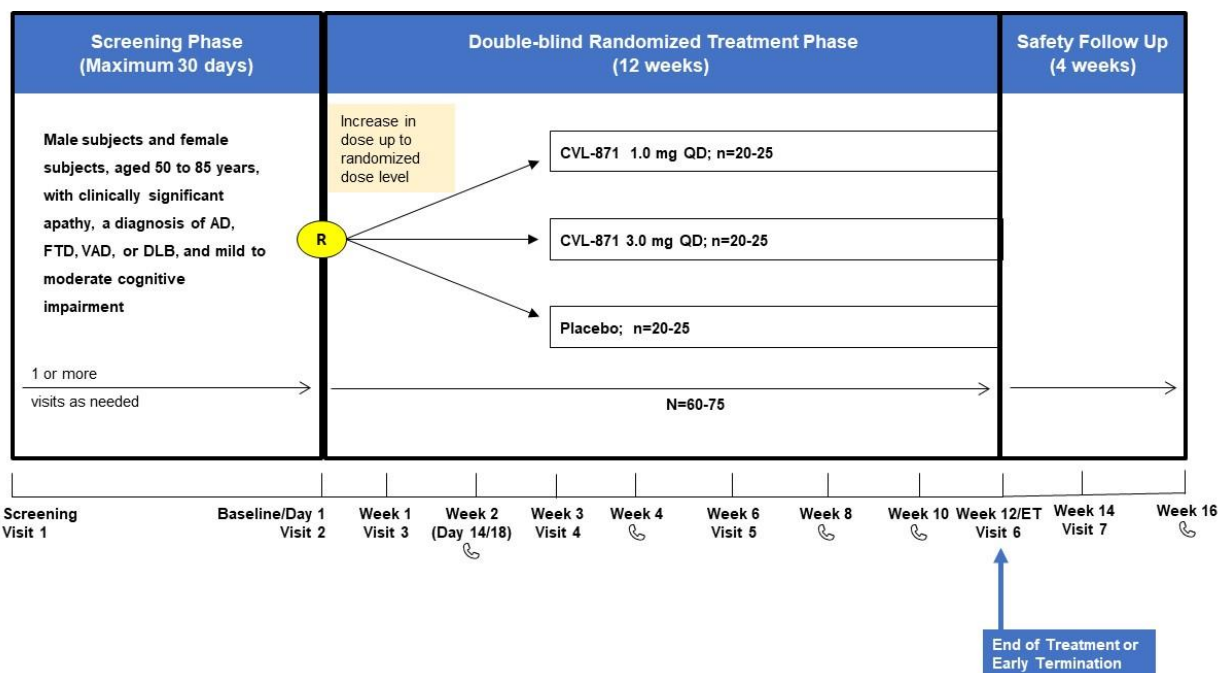 Screening Phase
(Maximum 30 days)
Double-blind Randomized Treatment Phase
(12 weeks)
Safety Follow Up
(4 weeks)
Male subjects and female
subjects, aged 50 to 85 years,
with clinically significant
apathy, a diagnosis of AD,
FTD, VAD, or DLB, and mild to
moderate cognitive
impairment
1 or more
visits as needed
Increase in
dose up to
randomized
dose level
R
CVL-871 1.0 mg QD; n=20-25
CVL-871 3.0 mg QD; n=20-25
Placebo; n=20-25
N=60-75
Screening
Visit 1
Baseline/Day 1
Visit 2
Week 1
Visit 3
Week 2
(Day 14/18)
Week 3
Visit 4
Week 4
Week 6
Visit 5
Week 8
Week 10
Week 12/ET
Visit 6
Week 14
Visit 7
Week 16
End of Treatment or
Early Termination